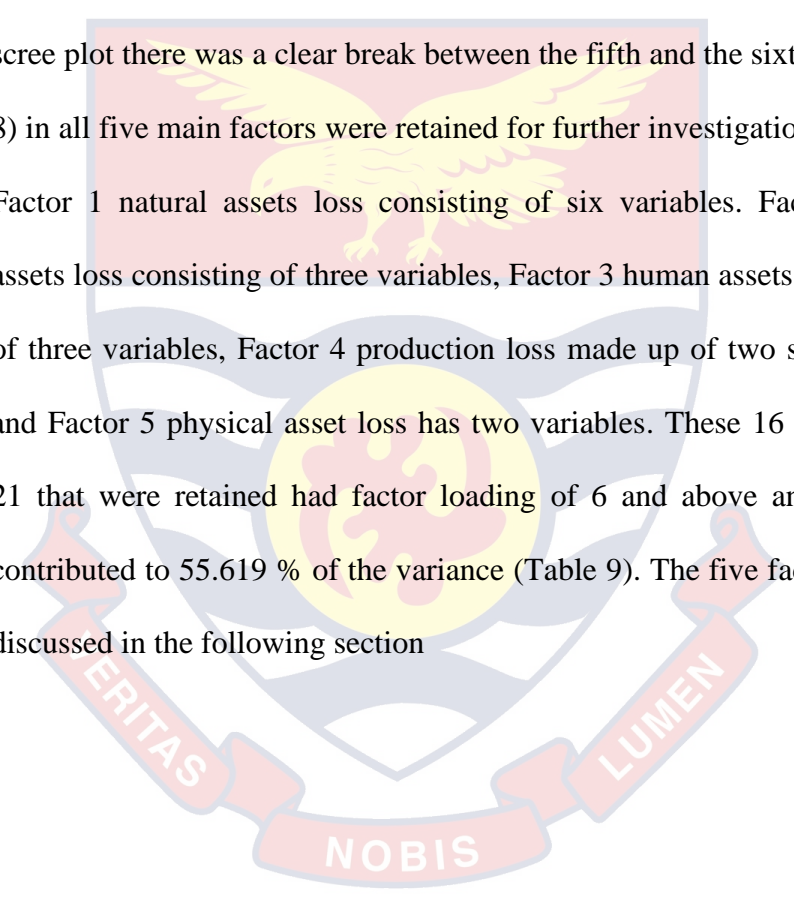 scree plot there was a clear break between the fifth and the sixt
8) in all five main factors were retained for further investigatio
Factor 1 natural assets loss consisting of six variables. Fac
assets loss consisting of three variables, Factor 3 human assets
of three variables, Factor 4 production loss made up of two s
and Factor 5 physical asset loss has two variables. These 16
21 that were retained had factor loading of 6 and above an
contributed to 55.619 % of the variance (Table 9). The five fac
discussed in the following section
VERITAS
NOBIS
LUMEN